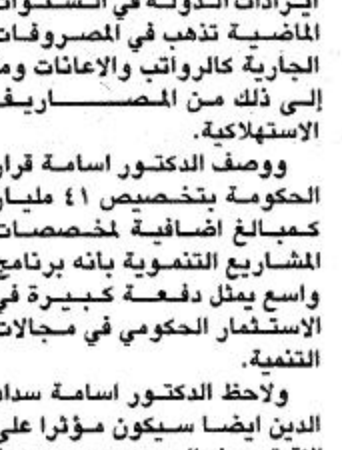 ايرادات الدولة في السنوات
الماضية تذهب في المصروفات
الجارية كالرواتب والاعانات وما
إلى ذلك من المصاريف
الاستهلاكية.
ووصف الدكتور اسامة قرار
الحكومة بتخصيص ٤١ مليار
كمبالغ اضافية لمخصصات
المشاريع التنموية بانه برنامج
واسع يمثل دفعة كبيرة في
الاستثمار الحكومي في مجالات
التنمية.
ولاحظ الدكتور اسامة سداد
الدين ايضا سيكون مؤثرا على